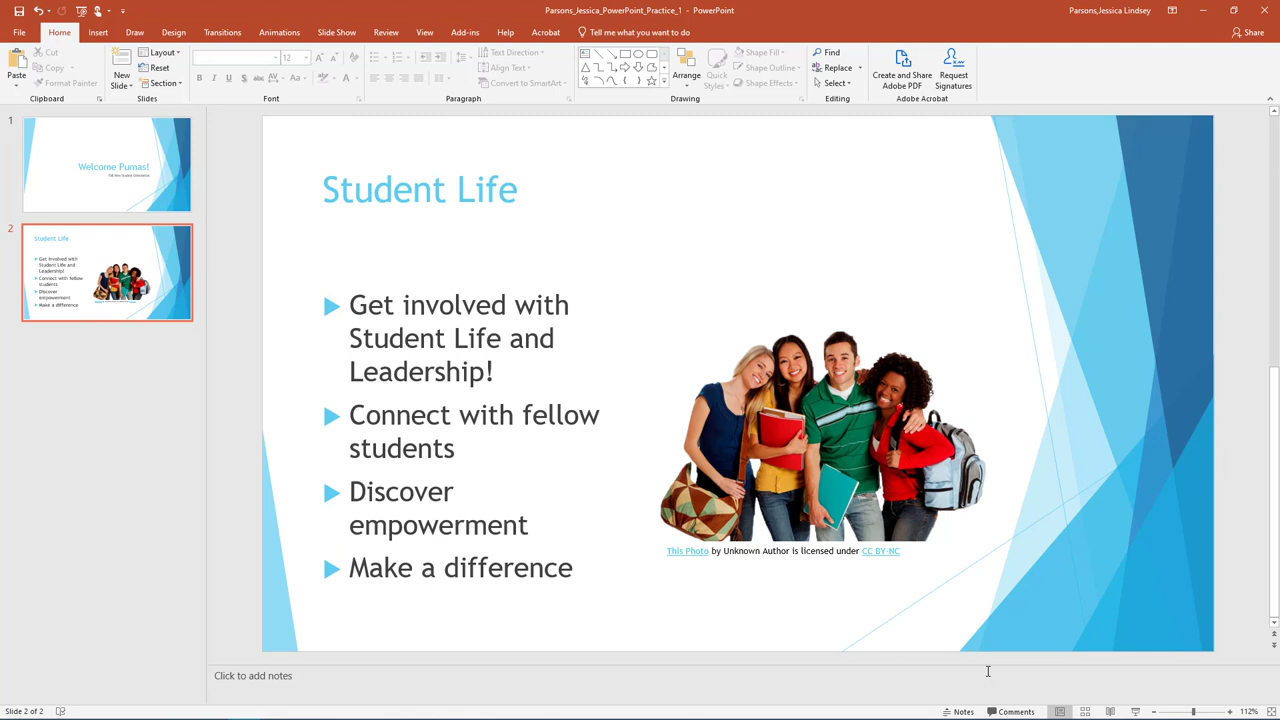 Parsons_Jessica_PowerPoint_Practice_1 - PowerPoint
Parsons,Jessica Lindsey
File Home Insert Draw Design Transitions Animations Slide Show Review View Add-ins Help Acrobat Tell me what you want to do Share
Paste
Cut
Copy
Format Painter
Clipboard
New Slide
Layout
Reset
Section
Slides
12
Font
Text Direction
Align Text
Convert to SmartArt
Paragraph
Arrange
Quick Styles
Shape Fill
Shape Outline
Shape Effects
Drawing
Find
Replace
Select
Editing
Create and Share Adobe PDF
Request Signatures
Adobe Acrobat
1
Welcome Pumas!
2
Student Life
Get involved with
Student Life and
Leadership!
Connect with fellow
students
Discover
empowerment
Make a difference
Student Life
Get involved with
Student Life and
Leadership!
Connect with fellow
students
Discover
empowerment
Make a difference
This Photo by Unknown Author is licensed under CC BY-NC
Click to add notes
Slide 2 of 2
Notes
Comments
112%